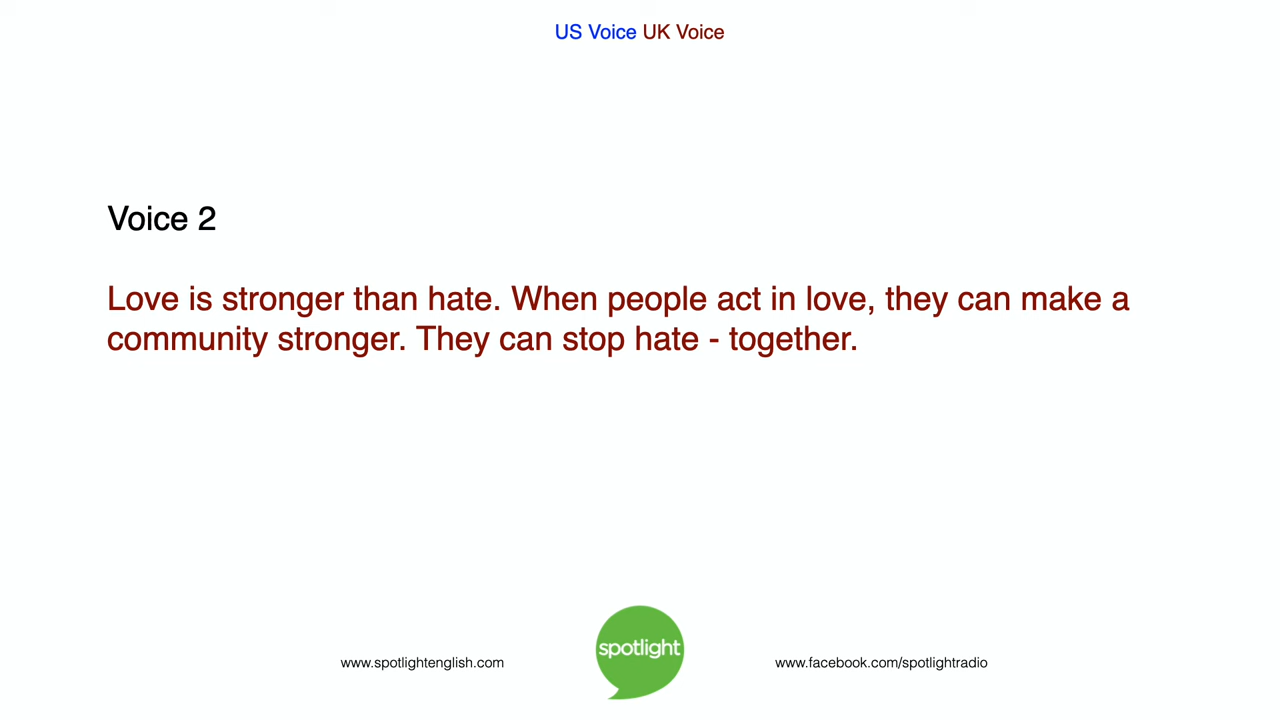 US Voice UK Voice
Voice 2
Love is stronger than hate. When people act in love, they can make a
community stronger. They can stop hate - together.
www.spotlightenglish.com
spotlight
www.facebook.com/spotlightradio